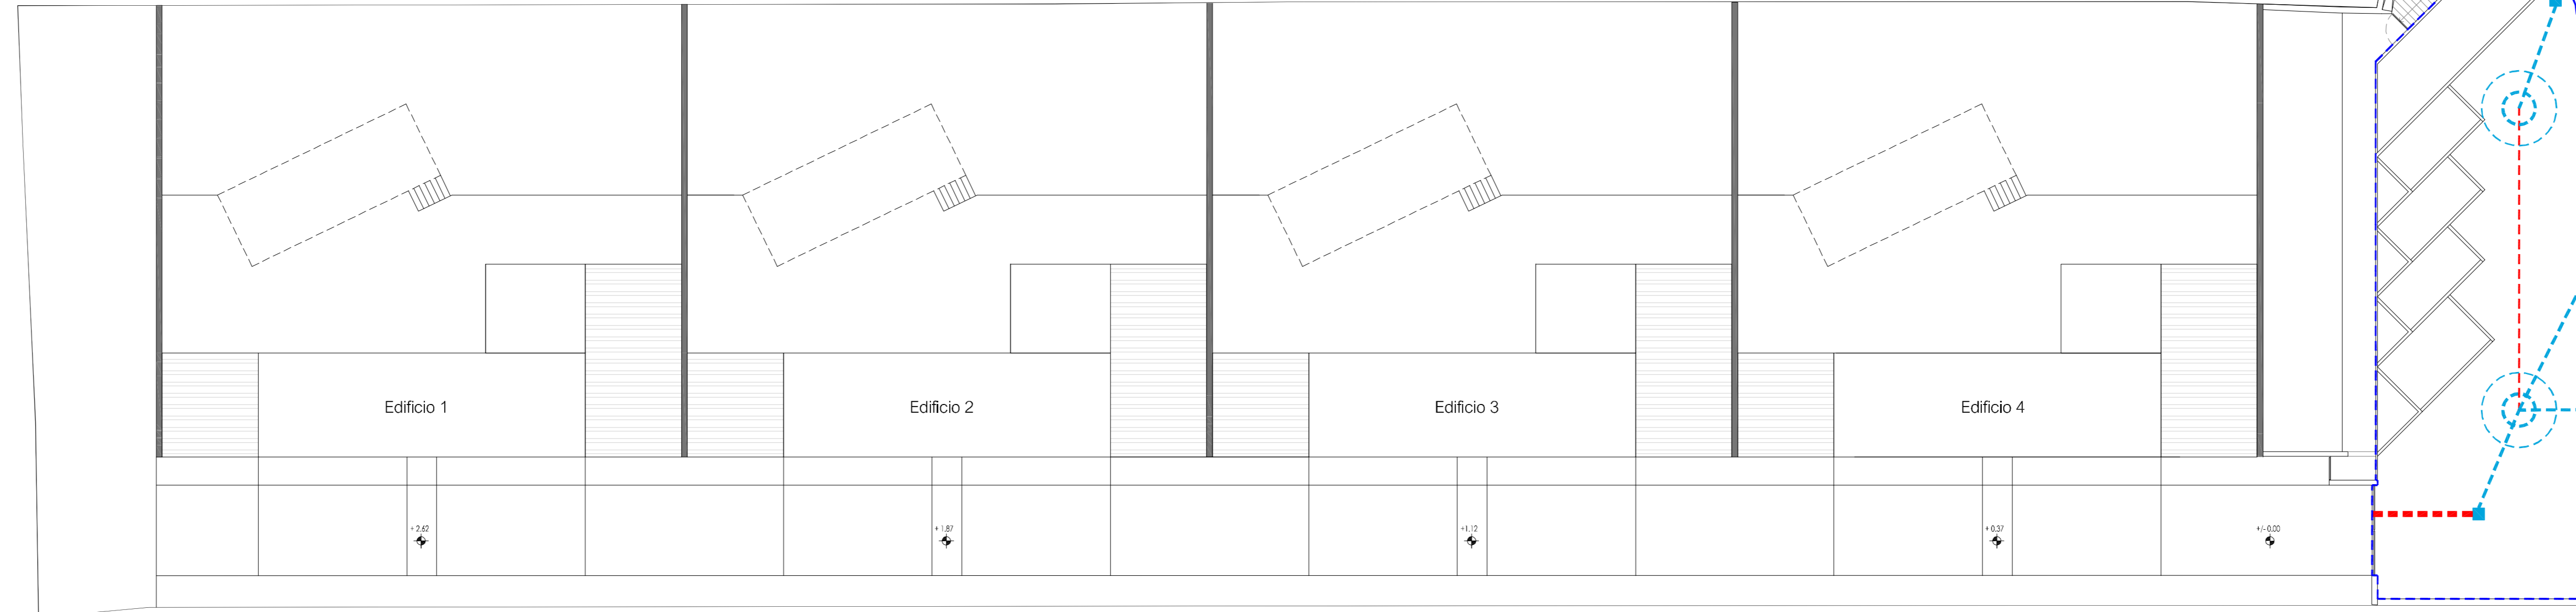 Edificio 1
Edificio 2
Edificio 3
Edificio 4
+ 2,62
+ 1,87
+1,12
+ 0,37
+/- 0.00